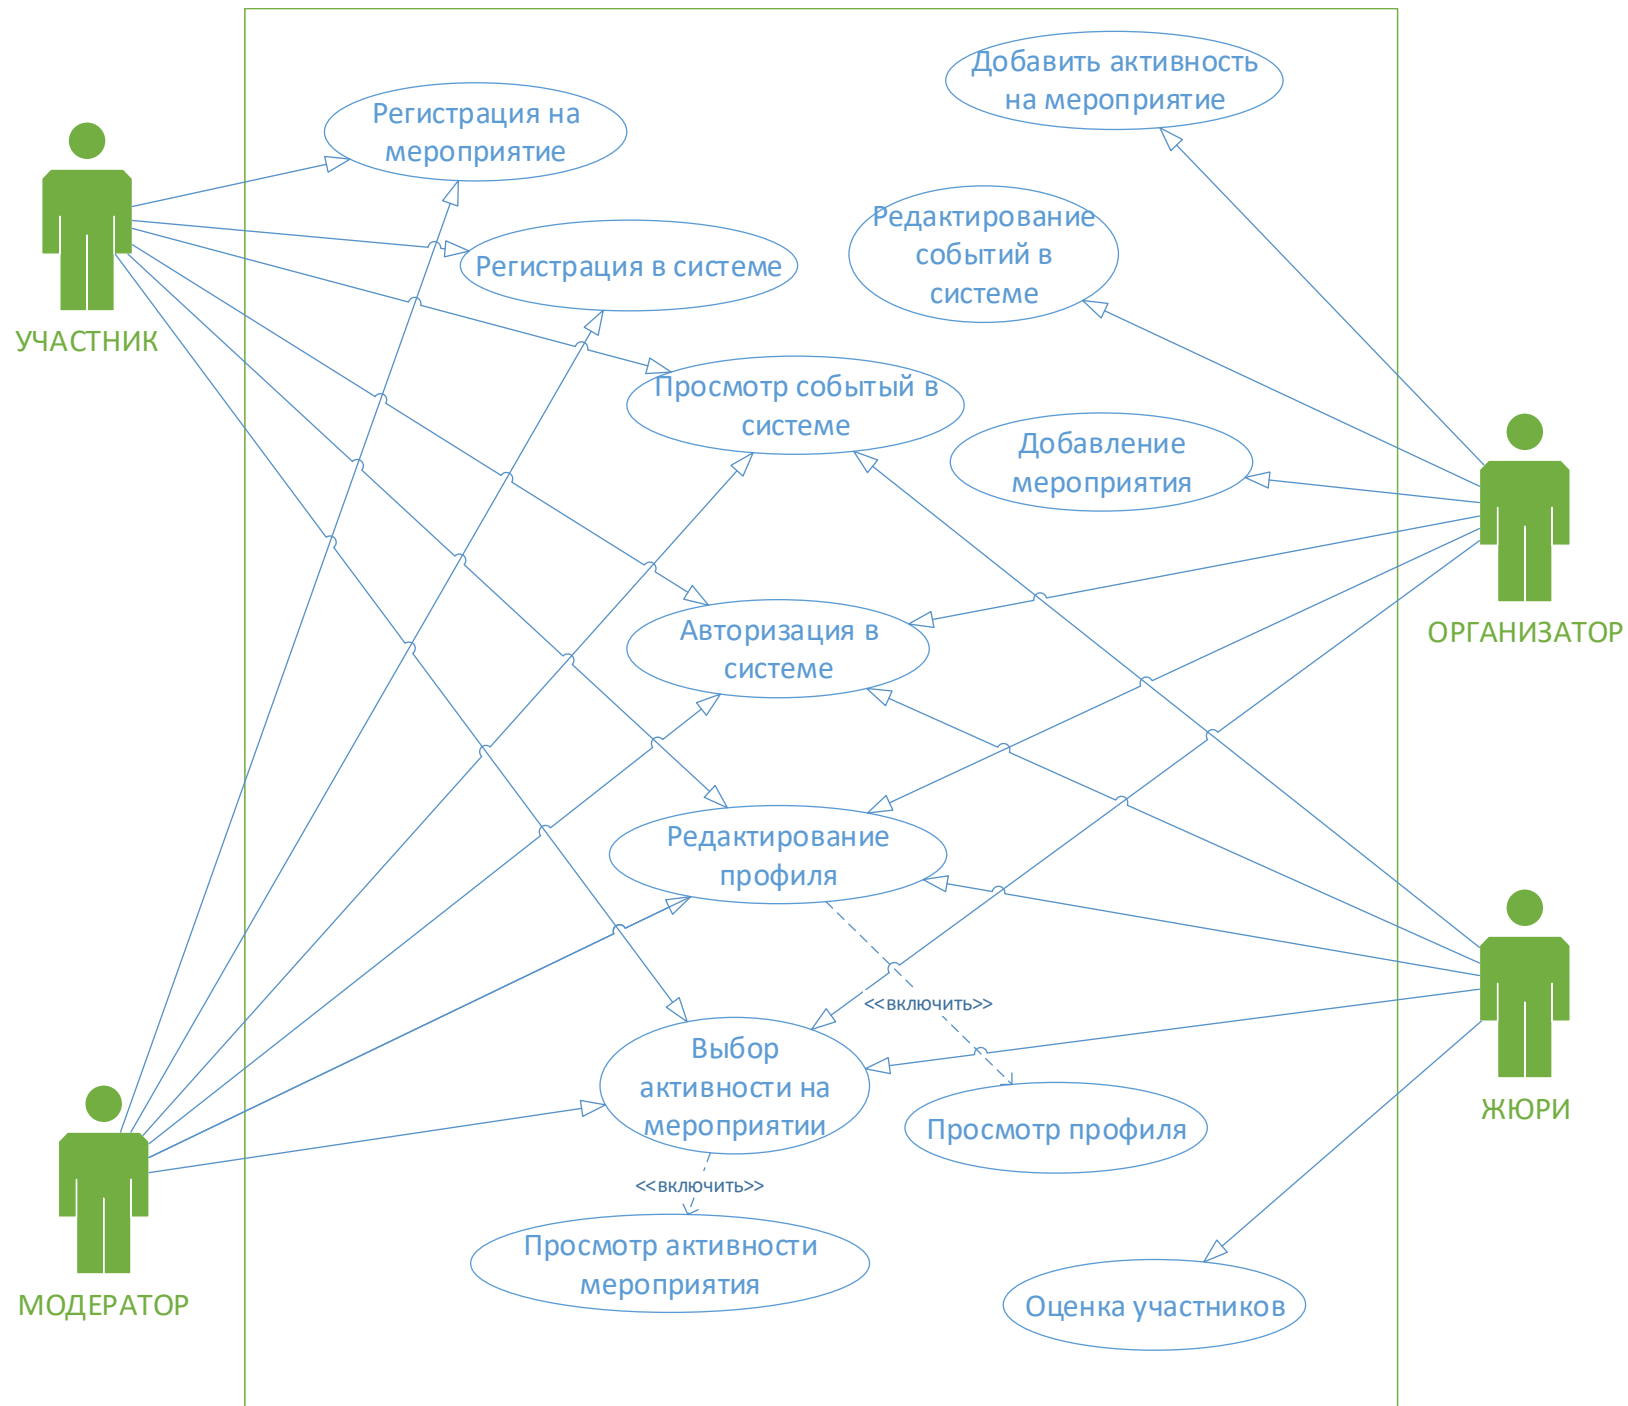 Добавить активность
на мероприятие
Регистрация на
мероприятие
Редактирование
событий в
системе
Регистрация в системе
УЧАСТНИК
Просмотр событый в
системе
Добавление
мероприятия
Авторизация в
системе
ОРГАНИЗАТОР
Редактирование
профиля
<<включить>>
Выбор
активности на
мероприятии
Просмотр профиля
ЖЮРИ
<<включить>>
Просмотр активности
мероприятия
Оценка участников
МОДЕРАТОР